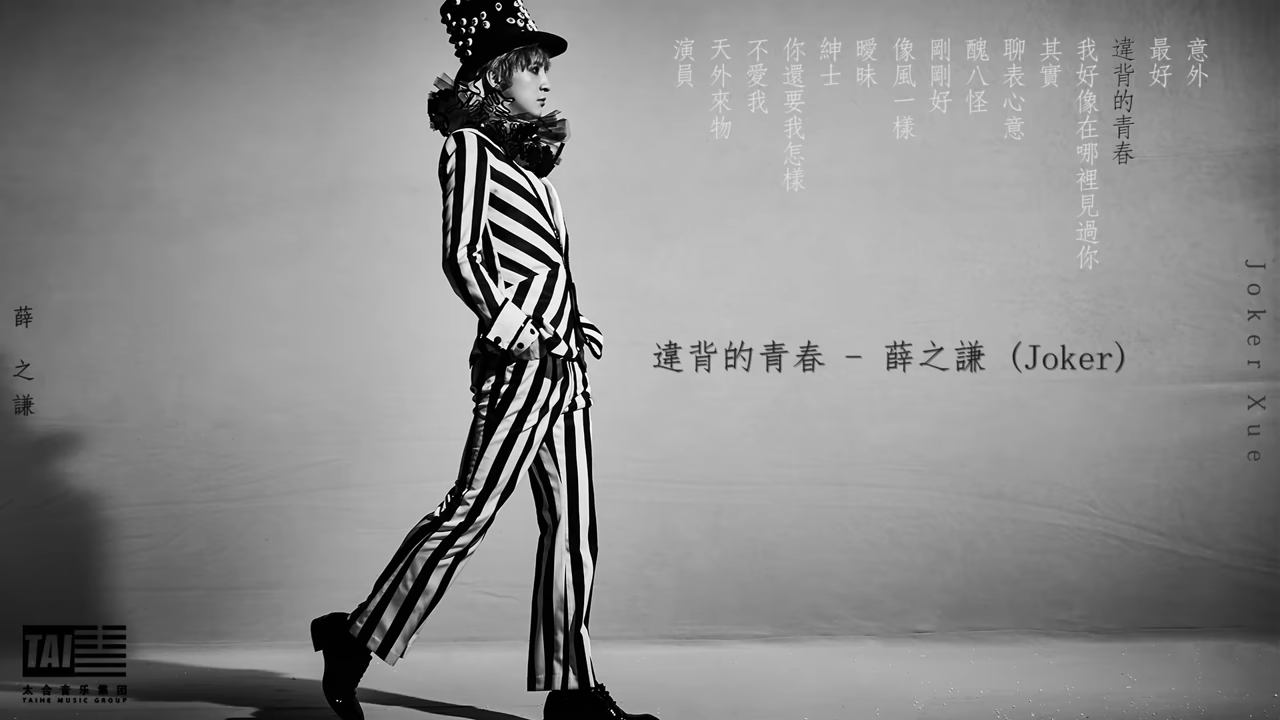 意外
最好
違背的青春
我好像在哪裡見過你
其實
聊表心意
醜八怪
剛剛好
像風一樣
曖昧
紳士
你還要我怎樣
不愛我
天外來物
演員
違背的青春 – 薛之謙 (Joker)
Joker Xue
薛之謙
TAI
太合音乐集团
TAIHE MUSIC GROUP